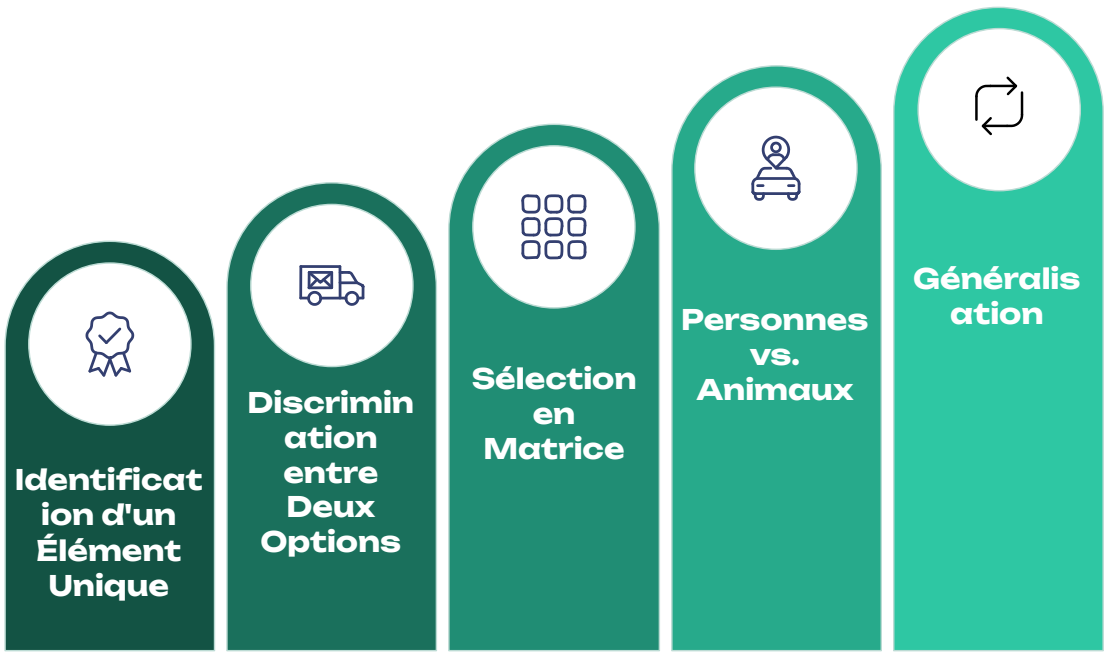 Identificat
ion d'un
Élément
Unique
Discrimin
ation
entre
Deux
Options
Sélection
en
Matrice
Personnes
vs.
Animaux
Généralis
ation